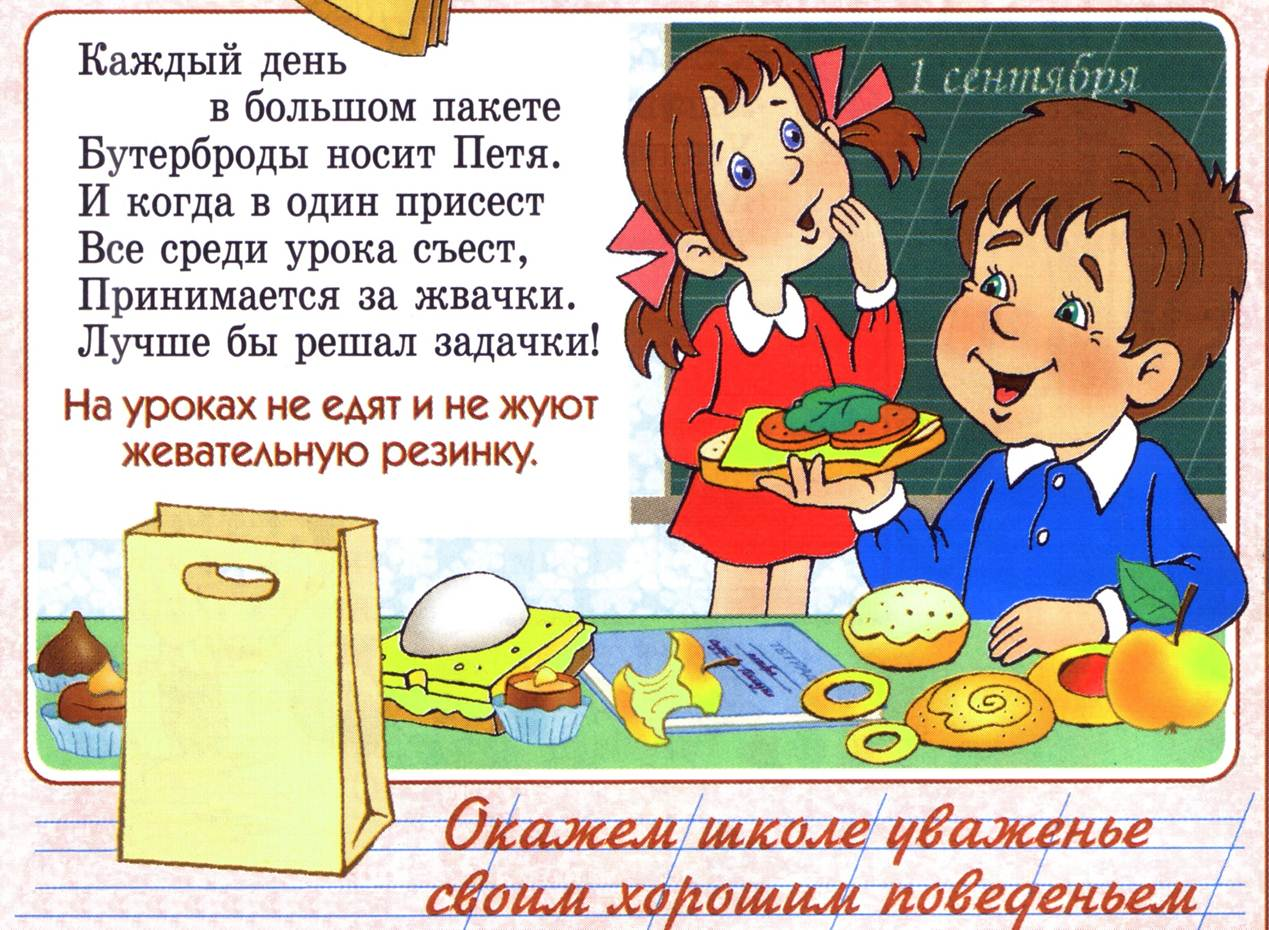 Каждый день
в большом пакете
Бутерброды носит Петя.
И когда в один присест
Все среди урока съест,
Принимается за жвачки.
Лучше бы решал задачки!
На уроках не едят и не жуют
жевательную резинку.
1 сентября
Окажем школе уваженье
своим хорошим поведеньем